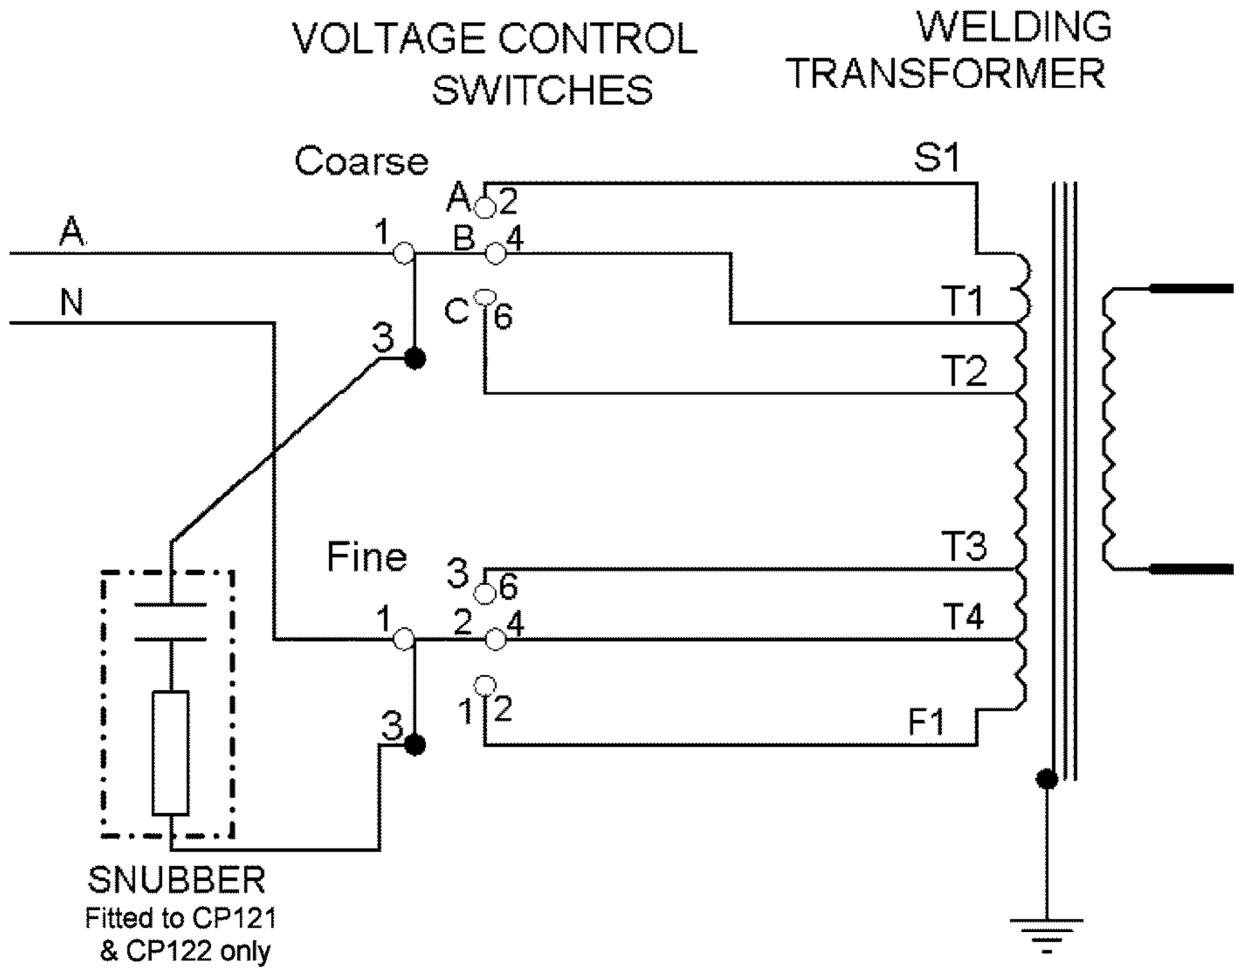 VOLTAGE CONTROL
SWITCHES
WELDING
TRANSFORMER
Coarse
S1
A 2
A
1
B 4
N
C 6
T1
3
T2
Fine
3 6
T3
1
2 4
T4
1 2
3
F1
SNUBBER
Fitted to CP121
& CP122 only